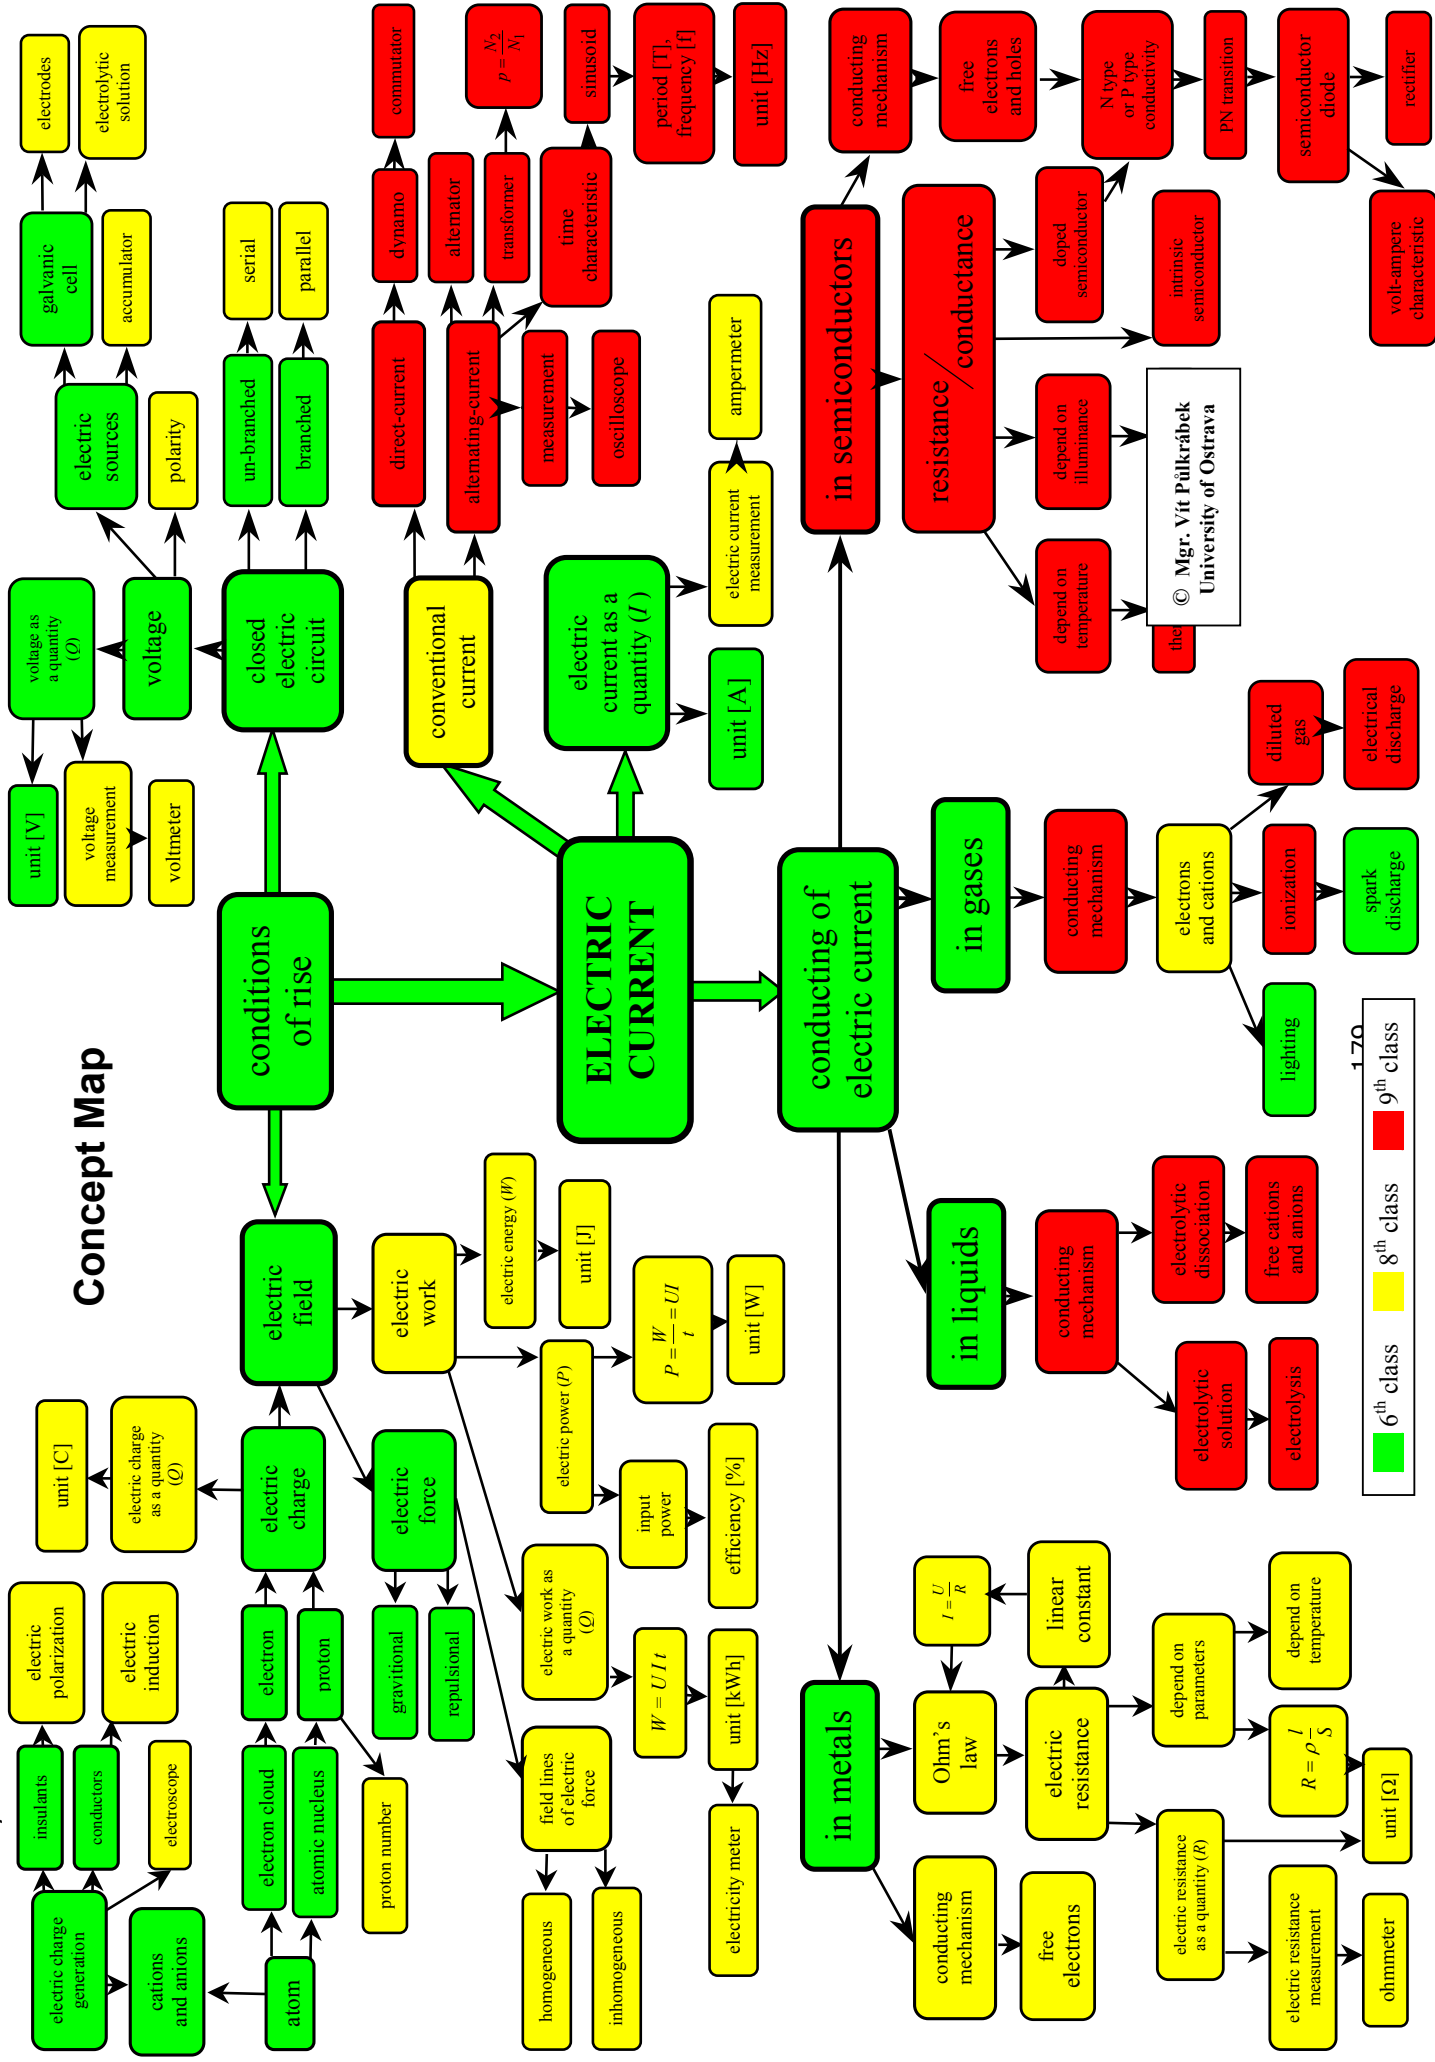 Concept Map
electric charge
generation
insulants
conductors
electroscope
electric
polarization
electric
induction
cations
and anions
atom
electron cloud
atomic nucleus
proton number
electron
proton
unit [C]
electric charge
as a quantity
(Q)
electric
charge
electric
field
electric
force
gravitional
repulsional
field lines
of electric
force
homogeneous
inhomogeneous
electric
work
electric energy (W)
unit [J]
electric power (P)
P = W/t = UI
unit [W]
input
power
efficiency [%]
electric work as
a quantity
(Q)
W = U I t
unit [kWh]
electricity meter
conditions
of rise
unit [V]
voltage
measurement
voltmeter
voltage as
a quantity
(Q)
voltage
polarity
electric
sources
galvanic
cell
accumulator
electrodes
electrolytic
solution
closed
electric
circuit
un-branched
branched
serial
parallel
ELECTRIC
CURRENT
conventional
current
direct-current
alternating-current
dynamo
commutator
alternator
transformer
p = N2/N1
time
characteristic
sinusoid
period [T],
frequency [f]
unit [Hz]
measurement
oscilloscope
electric
current as a
quantity (I )
unit [A]
electric current
measurement
ampermeter
conducting of
electric current
in metals
conducting
mechanism
free
electrons
Ohm's
law
I = U/R
electric
resistance
linear
constant
electric resistance
as a quantity (R)
electric resistance
measurement
ohmmeter
depend on
parameters
R = ρ l/S
unit [Ω]
depend on
temperature
in liquids
conducting
mechanism
electrolytic
solution
electrolysis
electrolytic
dissociation
free cations
and anions
in gases
conducting
mechanism
electrons
and cations
lighting
ionization
spark
discharge
diluted
gas
electrical
discharge
in semiconductors
conducting
mechanism
free
electrons
and holes
N type
or P type
conductivity
PN transition
semiconductor
diode
rectifier
volt-ampere
characteristic
resistance/conductance
depend on
temperature
ther
depend on
illuminance
doped
semiconductor
intrinsic
semiconductor
© Mgr. Vít Půlkrábek
University of Ostrava
6th class 8th class 9th class